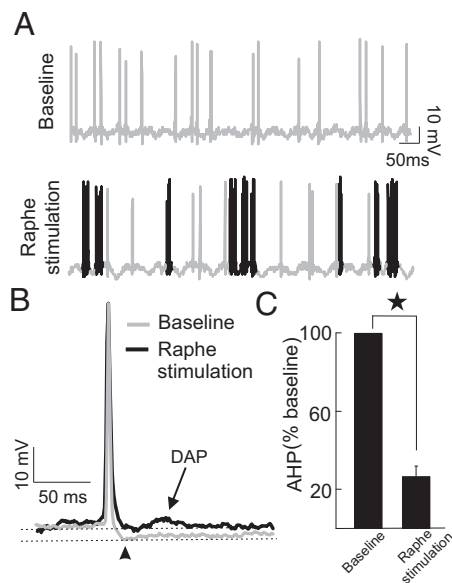 A
Baseline
10 mV
50ms
Raphe
stimulation
B
Baseline
Raphe
stimulation
10 mV
50 ms
DAP
C
AHP(% baseline)
100
60
20
Baseline
Raphe
stimulation